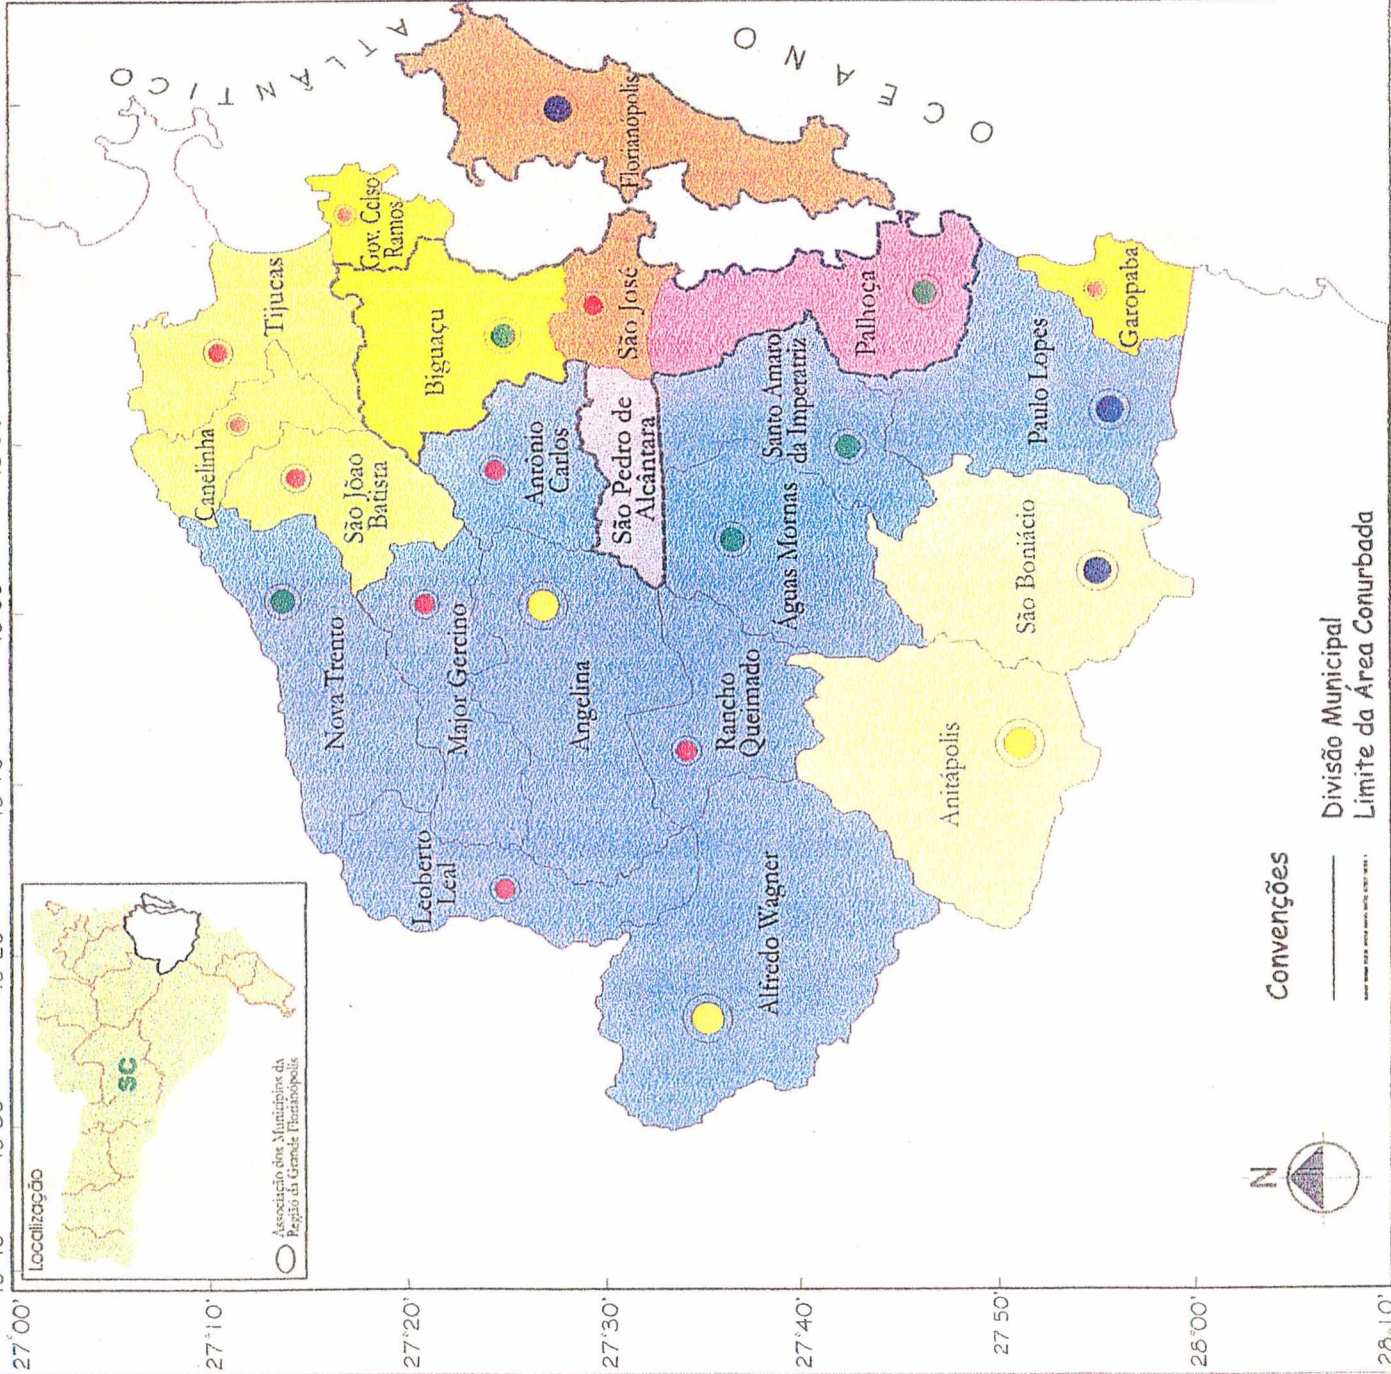 Localização
SC
Associação dos Municípios da
Região da Grande Florianópolis
OCEANO ATLÂNTICO
Canelinha
Tijucas
Gov. Celso
Ramos
São Jõao
Batista
Biguaçu
Nova Trento
Major Gercino
Antônio
Carlos
São José
Florianópolis
Leoberto
Leal
Angelina
São Pedro de
Alcântara
Rancho
Queimado
Águas Mornas
Santo Amaro
da Imperatriz
Palhoça
Alfredo Wagner
Anitápolis
São Boniácio
Paulo Lopes
Garopaba
27°00'
27°10'
27°20'
27°30'
27°40'
27°50'
28°00'
28°10'
N
Convenções
Divisão Municipal
Limite da Área Conurbada